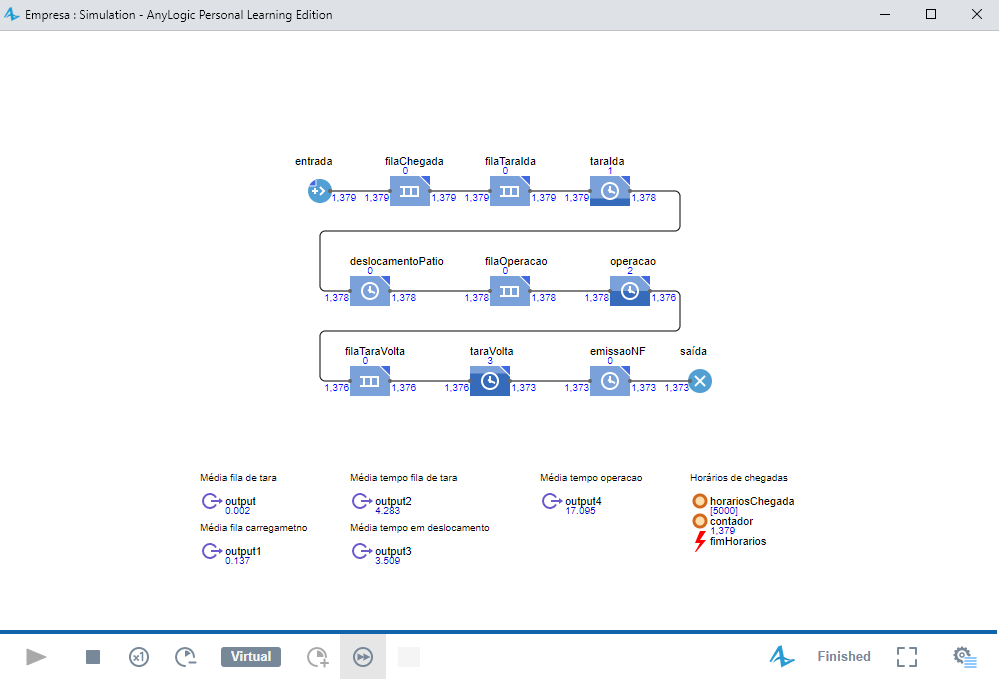 Empresa : Simulation - AnyLogic Personal Learning Edition
entrada filaChegada filaTaraIda taraIda
0 0 1
1,379 1,379 1,379 1,379 1,379 1,379 1,378
deslocamentoPatio filaOperacao operacao
0 0 2
1,378 1,378 1,378 1,378 1,378 1,376
filaTaraVolta taraVolta emissaoNF saída
0 3 0
1,376 1,376 1,376 1,373 1,373 1,373 1,373
Média fila de tara Média tempo fila de tara Média tempo operacao Horários de chegadas
output output2 output4 horariosChegada
0.002 4.283 17.095 [5000]
Média fila carregametno Média tempo em deslocamento contador
1,379
output1 output3 fimHorarios
0.137 3.509
x1 Virtual Finished